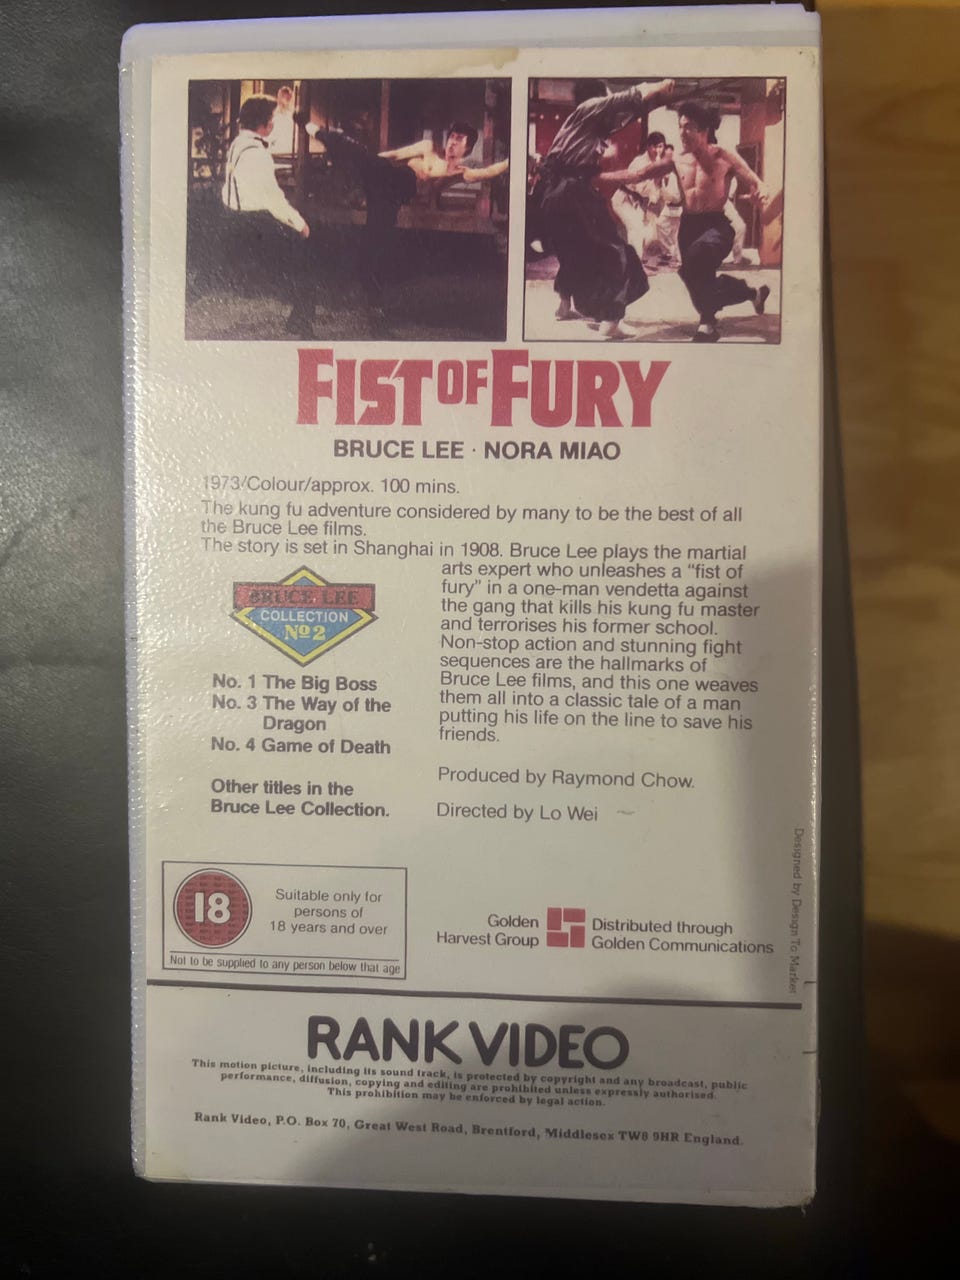 FIST OF FURY
BRUCE LEE · NORA MIAO
1973/Colour/approx. 100 mins.
The kung fu adventure considered by many to be the best of all
the Bruce Lee films.
The story is set in Shanghai in 1908. Bruce Lee plays the martial
arts expert who unleashes a “fist of
fury” in a one-man vendetta against
the gang that kills his kung fu master
and terrorises his former school.
Non-stop action and stunning fight
sequences are the hallmarks of
Bruce Lee films, and this one weaves
them all into a classic tale of a man
putting his life on the line to save his
friends.
BRUCE LEE
COLLECTION
No 2
No. 1 The Big Boss
No. 3 The Way of the
Dragon
No. 4 Game of Death
Other titles in the
Bruce Lee Collection.
Produced by Raymond Chow.
Directed by Lo Wei
18
Suitable only for
persons of
18 years and over
Not to be supplied to any person below that age
Golden
Harvest Group
Distributed through
Golden Communications
Designed by Design To Market
RANK VIDEO
This motion picture, including its sound track, is protected by copyright and any broadcast, public
performance, diffusion, copying and editing are prohibited unless expressly authorised.
This prohibition may be enforced by legal action.
Rank Video, P.O. Box 70, Great West Road, Brentford, Middlesex TW8 9HR England.